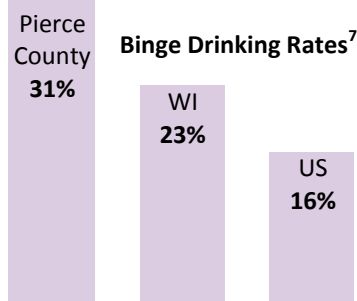 Pierce
County
31%
Binge Drinking Rates⁷
WI
23%
US
16%